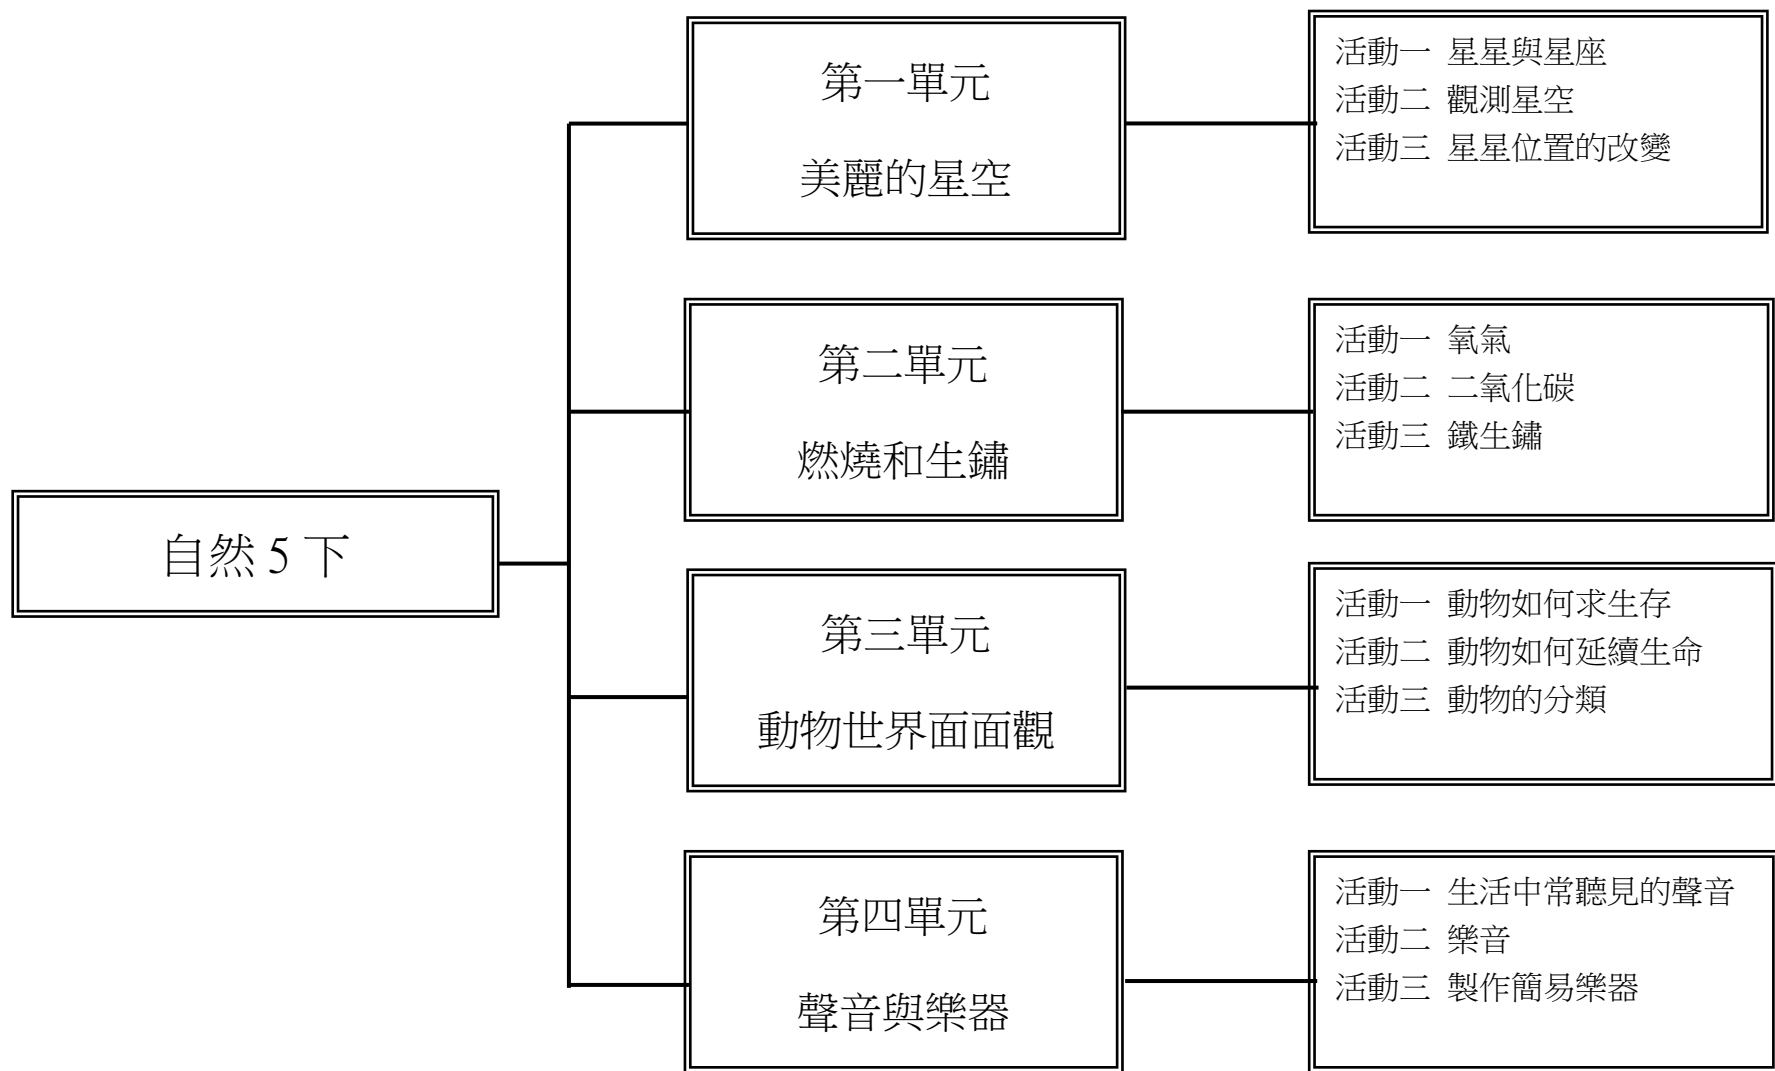 自然 5 下
第一單元
美麗的星空
活動一 星星與星座
活動二 觀測星空
活動三 星星位置的改變
第二單元
燃燒和生鏽
活動一 氧氣
活動二 二氧化碳
活動三 鐵生鏽
第三單元
動物世界面面觀
活動一 動物如何求生存
活動二 動物如何延續生命
活動三 動物的分類
第四單元
聲音與樂器
活動一 生活中常聽見的聲音
活動二 樂音
活動三 製作簡易樂器